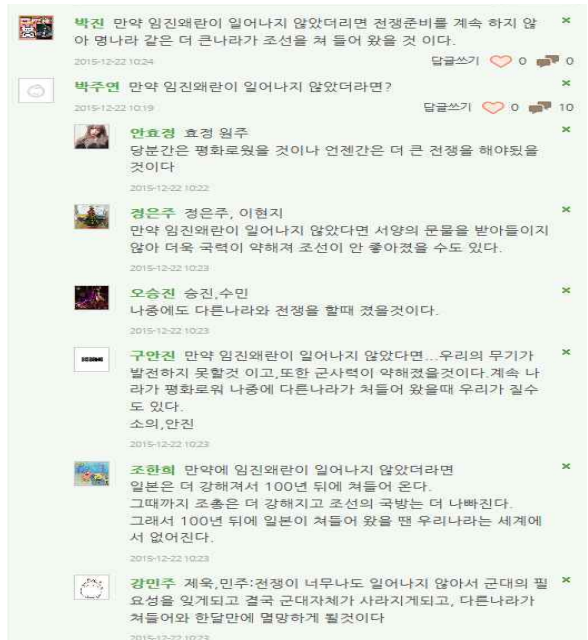 박진 만약 임진왜란이 일어나지 않았더리면 전쟁준비를 계속 하지 않
아 명나라 같은 더 큰나라가 조선을 쳐 들어 왔을 것 이다.
2015-12-22 10:24 답글쓰기 0 0
박주연 만약 임진왜란이 일어나지 않았더라면?
2015-12-22 10:19 답글쓰기 0 10
안효정 효정 원주
당분간은 평화로웠을 것이나 언젠간은 더 큰 전쟁을 해야됬을
것이다
2015-12-22 10:22
정은주 정은주, 이현지
만약 임진왜란이 일어나지 않았다면 서양의 문물을 받아들이지
않아 더욱 국력이 약해져 조선이 안 좋아졌을 수도 있다.
2015-12-22 10:23
오승진 승진,수민
나중에도 다른나라와 전쟁을 할때 졌을것이다.
2015-12-22 10:23
구안진 만약 임진왜란이 일어나지 않았다면...우리의 무기가
발전하지 못할것 이고,또한 군사력이 약해졌을것이다.계속 나
라가 평화로워 나중에 다른나라가 처들어 왔을때 우리가 질수
도 있다.
소의,안진
2015-12-22 10:23
조한희 만약에 임진왜란이 일어나지 않았더라면
일본은 더 강해져서 100년 뒤에 쳐들어 온다.
그때까지 조총은 더 강해지고 조선의 국방는 더 나빠진다.
그래서 100년 뒤에 일본이 쳐들어 왔을 땐 우리나라는 세계에
서 없어진다.
2015-12-22 10:23
강민주 제욱,민주:전쟁이 너무나도 일어나지 않아서 군대의 필
요성을 잊게되고 결국 군대자체가 사라지게되고, 다른나라가
쳐들어와 한달만에 멸망하게 될것이다
2015-12-22 10:23